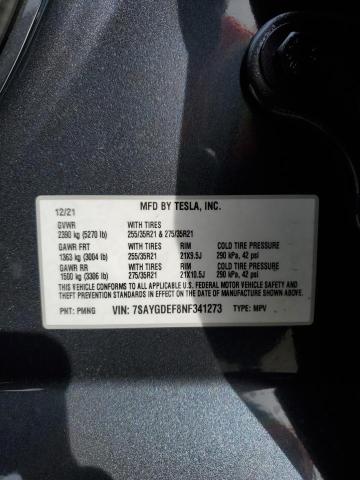 MFD BY TESLA, INC.
12/21
GVWR WITH TIRES
2390 kg (5270 lb) 255/35R21 & 275/35R21
GAWR FRT WITH TIRES RIM COLD TIRE PRESSURE
1363 kg (3004 lb) 255/35R21 21X9.5J 290 kPa, 42 psi
GAWR RR WITH TIRES RIM COLD TIRE PRESSURE
1500 kg (3306 lb) 275/35R21 21X10.5J 290 kPa, 42 psi
THIS VEHICLE CONFORMS TO ALL APPLICABLE U.S. FEDERAL MOTOR VEHICLE SAFETY AND
THEFT PREVENTION STANDARDS IN EFFECT ON THE DATE OF MANUFACTURE SHOWN ABOVE.
PNT: PMNG VIN: 7SAYGDEF8NF341273 TYPE: MPV